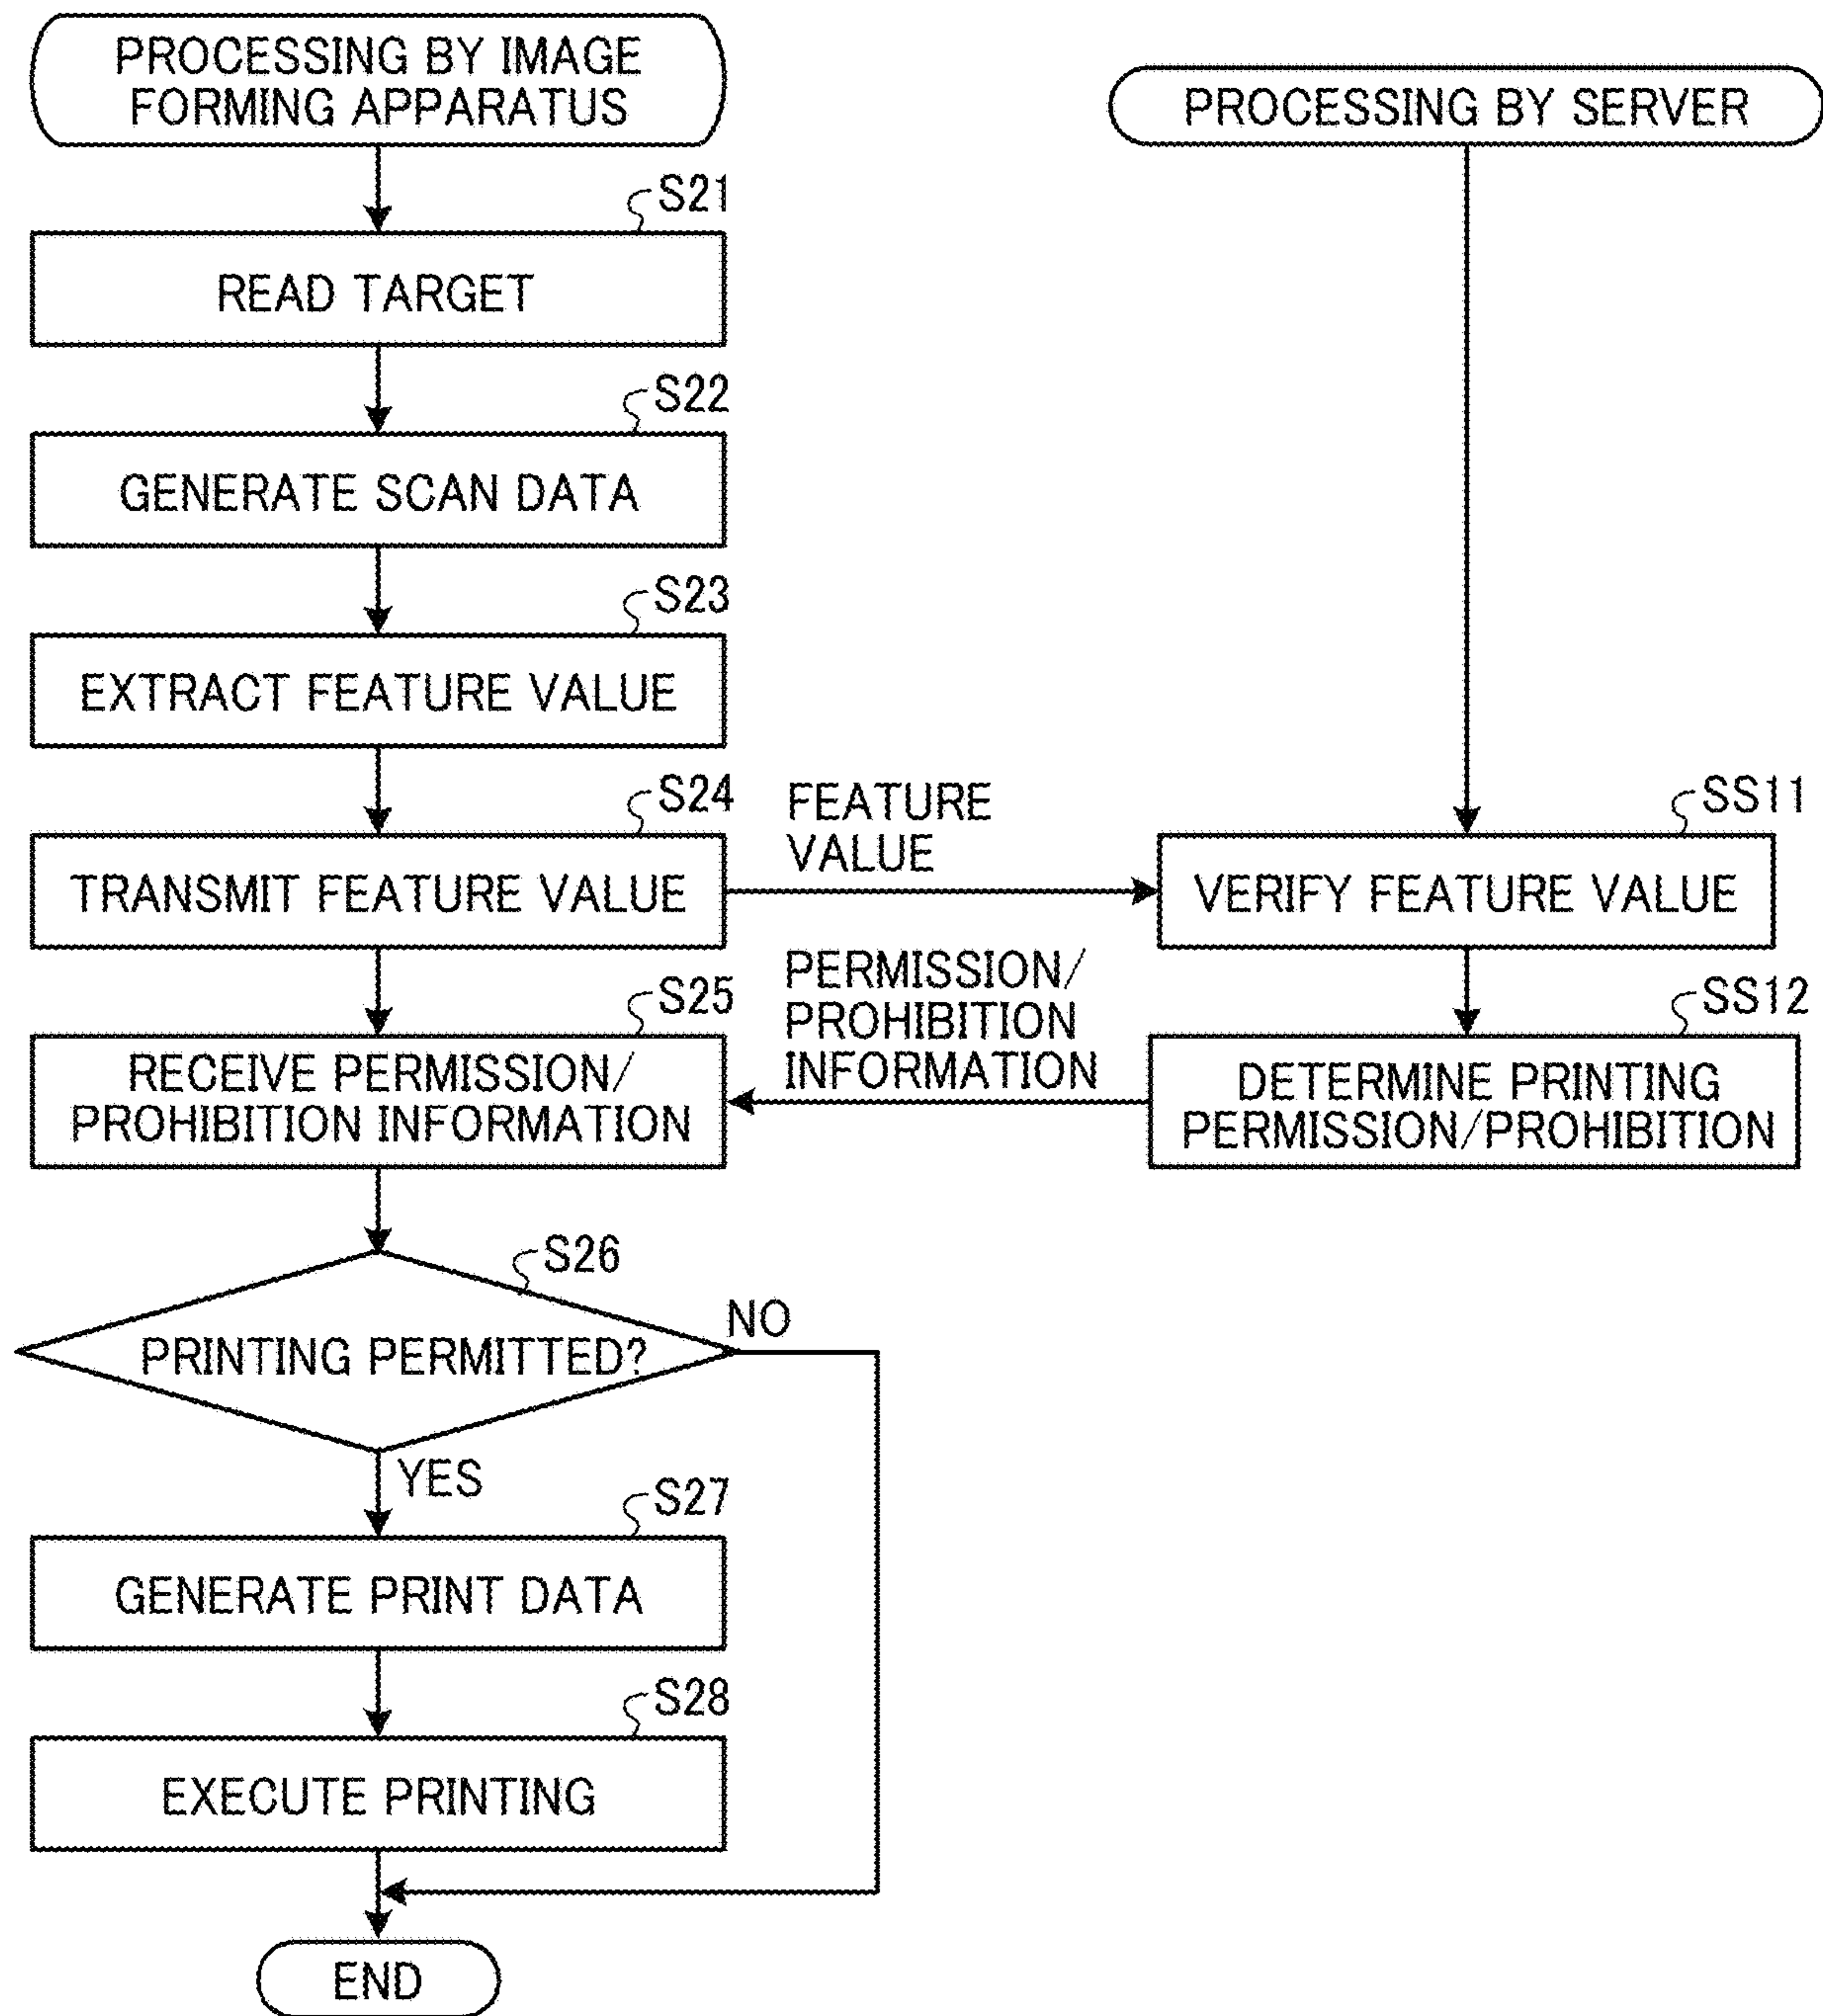 PROCESSING BY IMAGE
FORMING APPARATUS
PROCESSING BY SERVER
S21
READ TARGET
S22
GENERATE SCAN DATA
S23
EXTRACT FEATURE VALUE
S24
TRANSMIT FEATURE VALUE
FEATURE
VALUE
SS11
VERIFY FEATURE VALUE
S25
RECEIVE PERMISSION/
PROHIBITION INFORMATION
PERMISSION/
PROHIBITION
INFORMATION
SS12
DETERMINE PRINTING
PERMISSION/PROHIBITION
S26
PRINTING PERMITTED?
NO
YES
S27
GENERATE PRINT DATA
S28
EXECUTE PRINTING
END